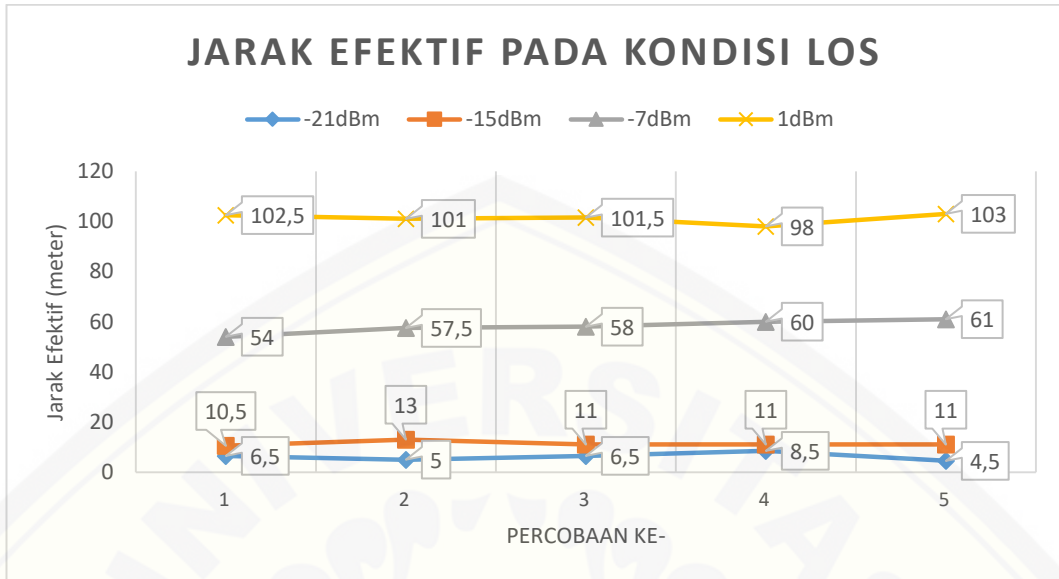 JARAK EFEKTIF PADA KONDISI LOS
-21dBm -15dBm -7dBm 1dBm
120
100
80
60
40
20
0
Jarak Efektif (meter)
102,5 101 101,5 98 103
54 57,5 58 60 61
10,5 13 11 11 11
6,5 5 6,5 8,5 4,5
1 2 3 4 5
PERCOBAAN KE-
UNIVERSITAS